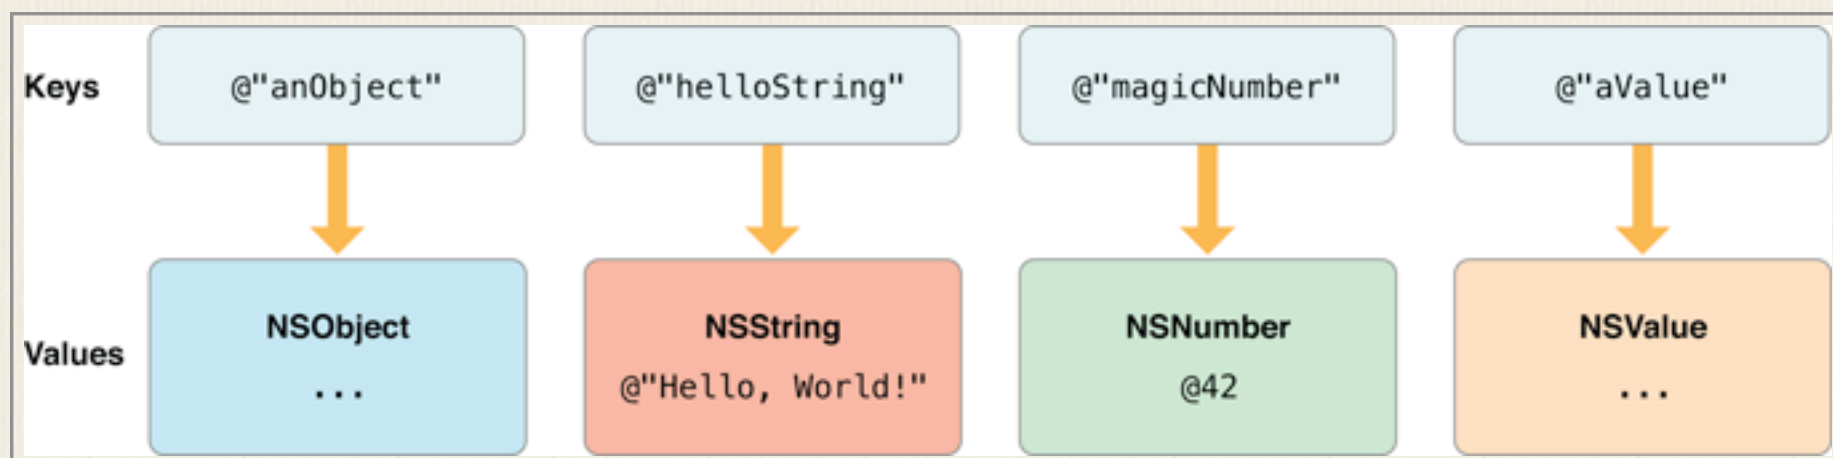 Keys
@"anObject"
@"helloString"
@"magicNumber"
@"aValue"
Values
NSObject
...
NSString
@"Hello, World!"
NSNumber
@42
NSValue
...